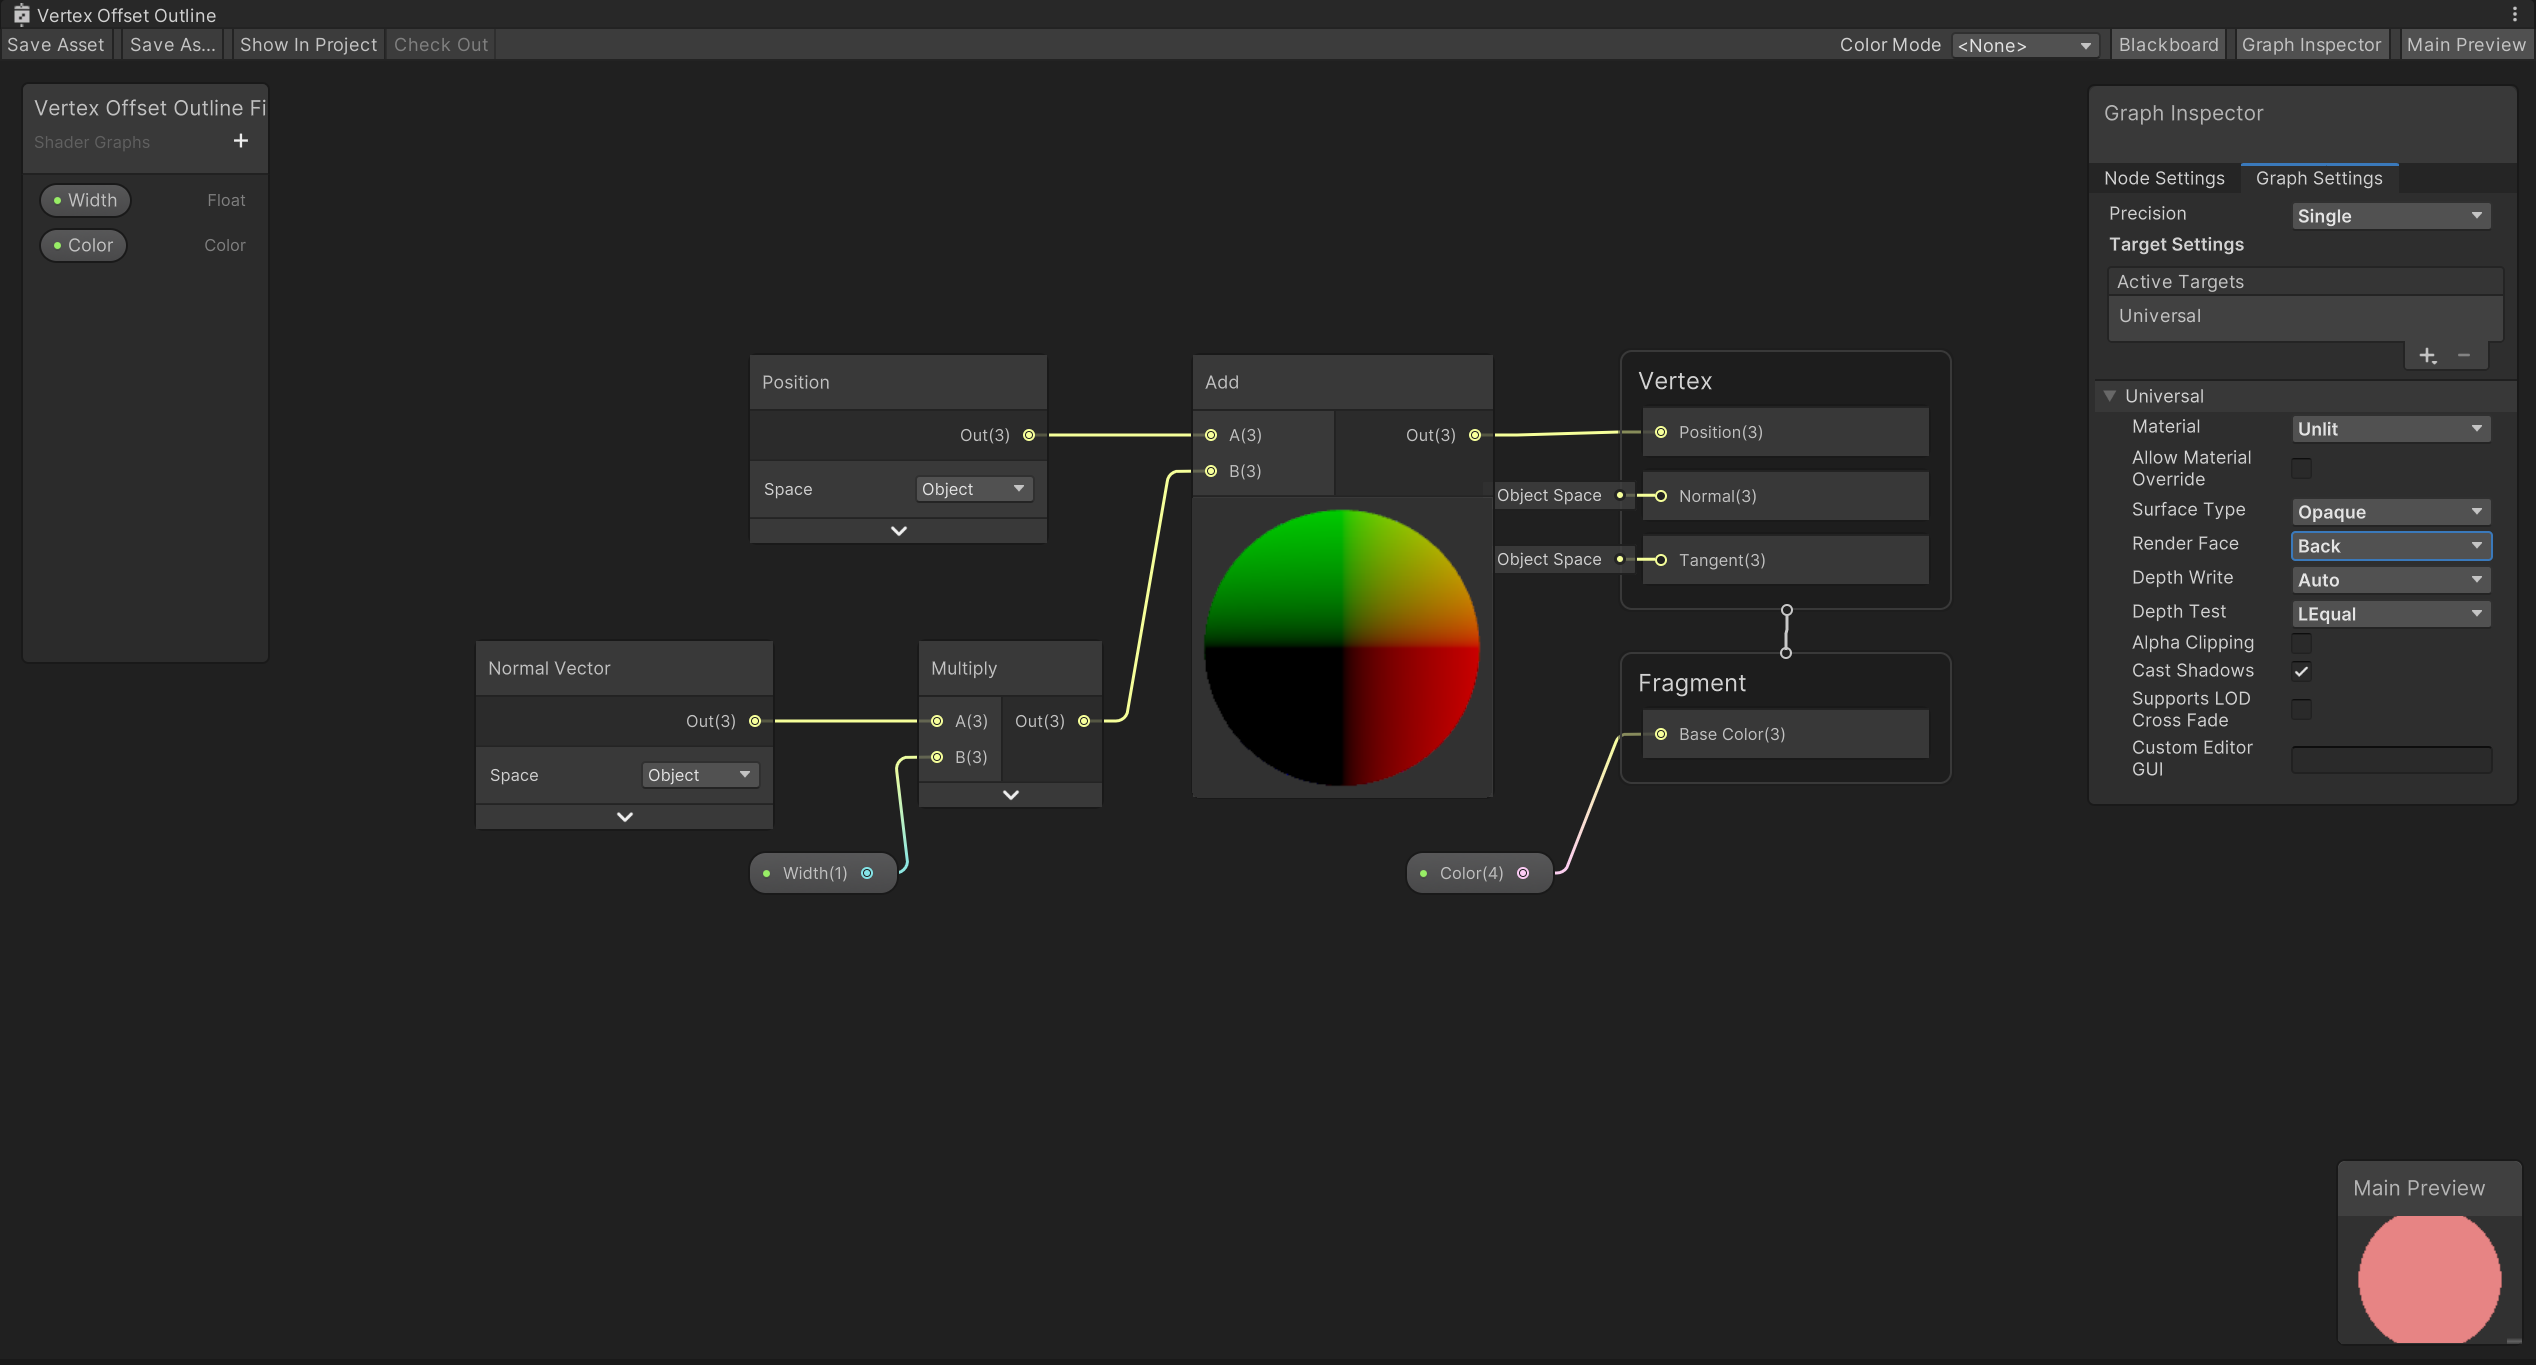 Vertex Offset Outline
Save Asset Save As... Show In Project Check Out Color Mode <None> Blackboard Graph Inspector Main Preview
Vertex Offset Outline Fi
Shader Graphs +
Width Float
Color Color
Position
Out(3)
Space Object
Normal Vector
Out(3)
Space Object
Multiply
A(3) Out(3)
B(3)
Width(1)
Add
A(3) Out(3)
B(3)
Vertex
Position(3)
Object Space Normal(3)
Object Space Tangent(3)
Fragment
Base Color(3)
Color(4)
Graph Inspector
Node Settings Graph Settings
Precision Single
Target Settings
Active Targets
Universal
Universal
Material Unlit
Allow Material
Override
Surface Type Opaque
Render Face Back
Depth Write Auto
Depth Test LEqual
Alpha Clipping
Cast Shadows
Supports LOD
Cross Fade
Custom Editor
GUI
Main Preview